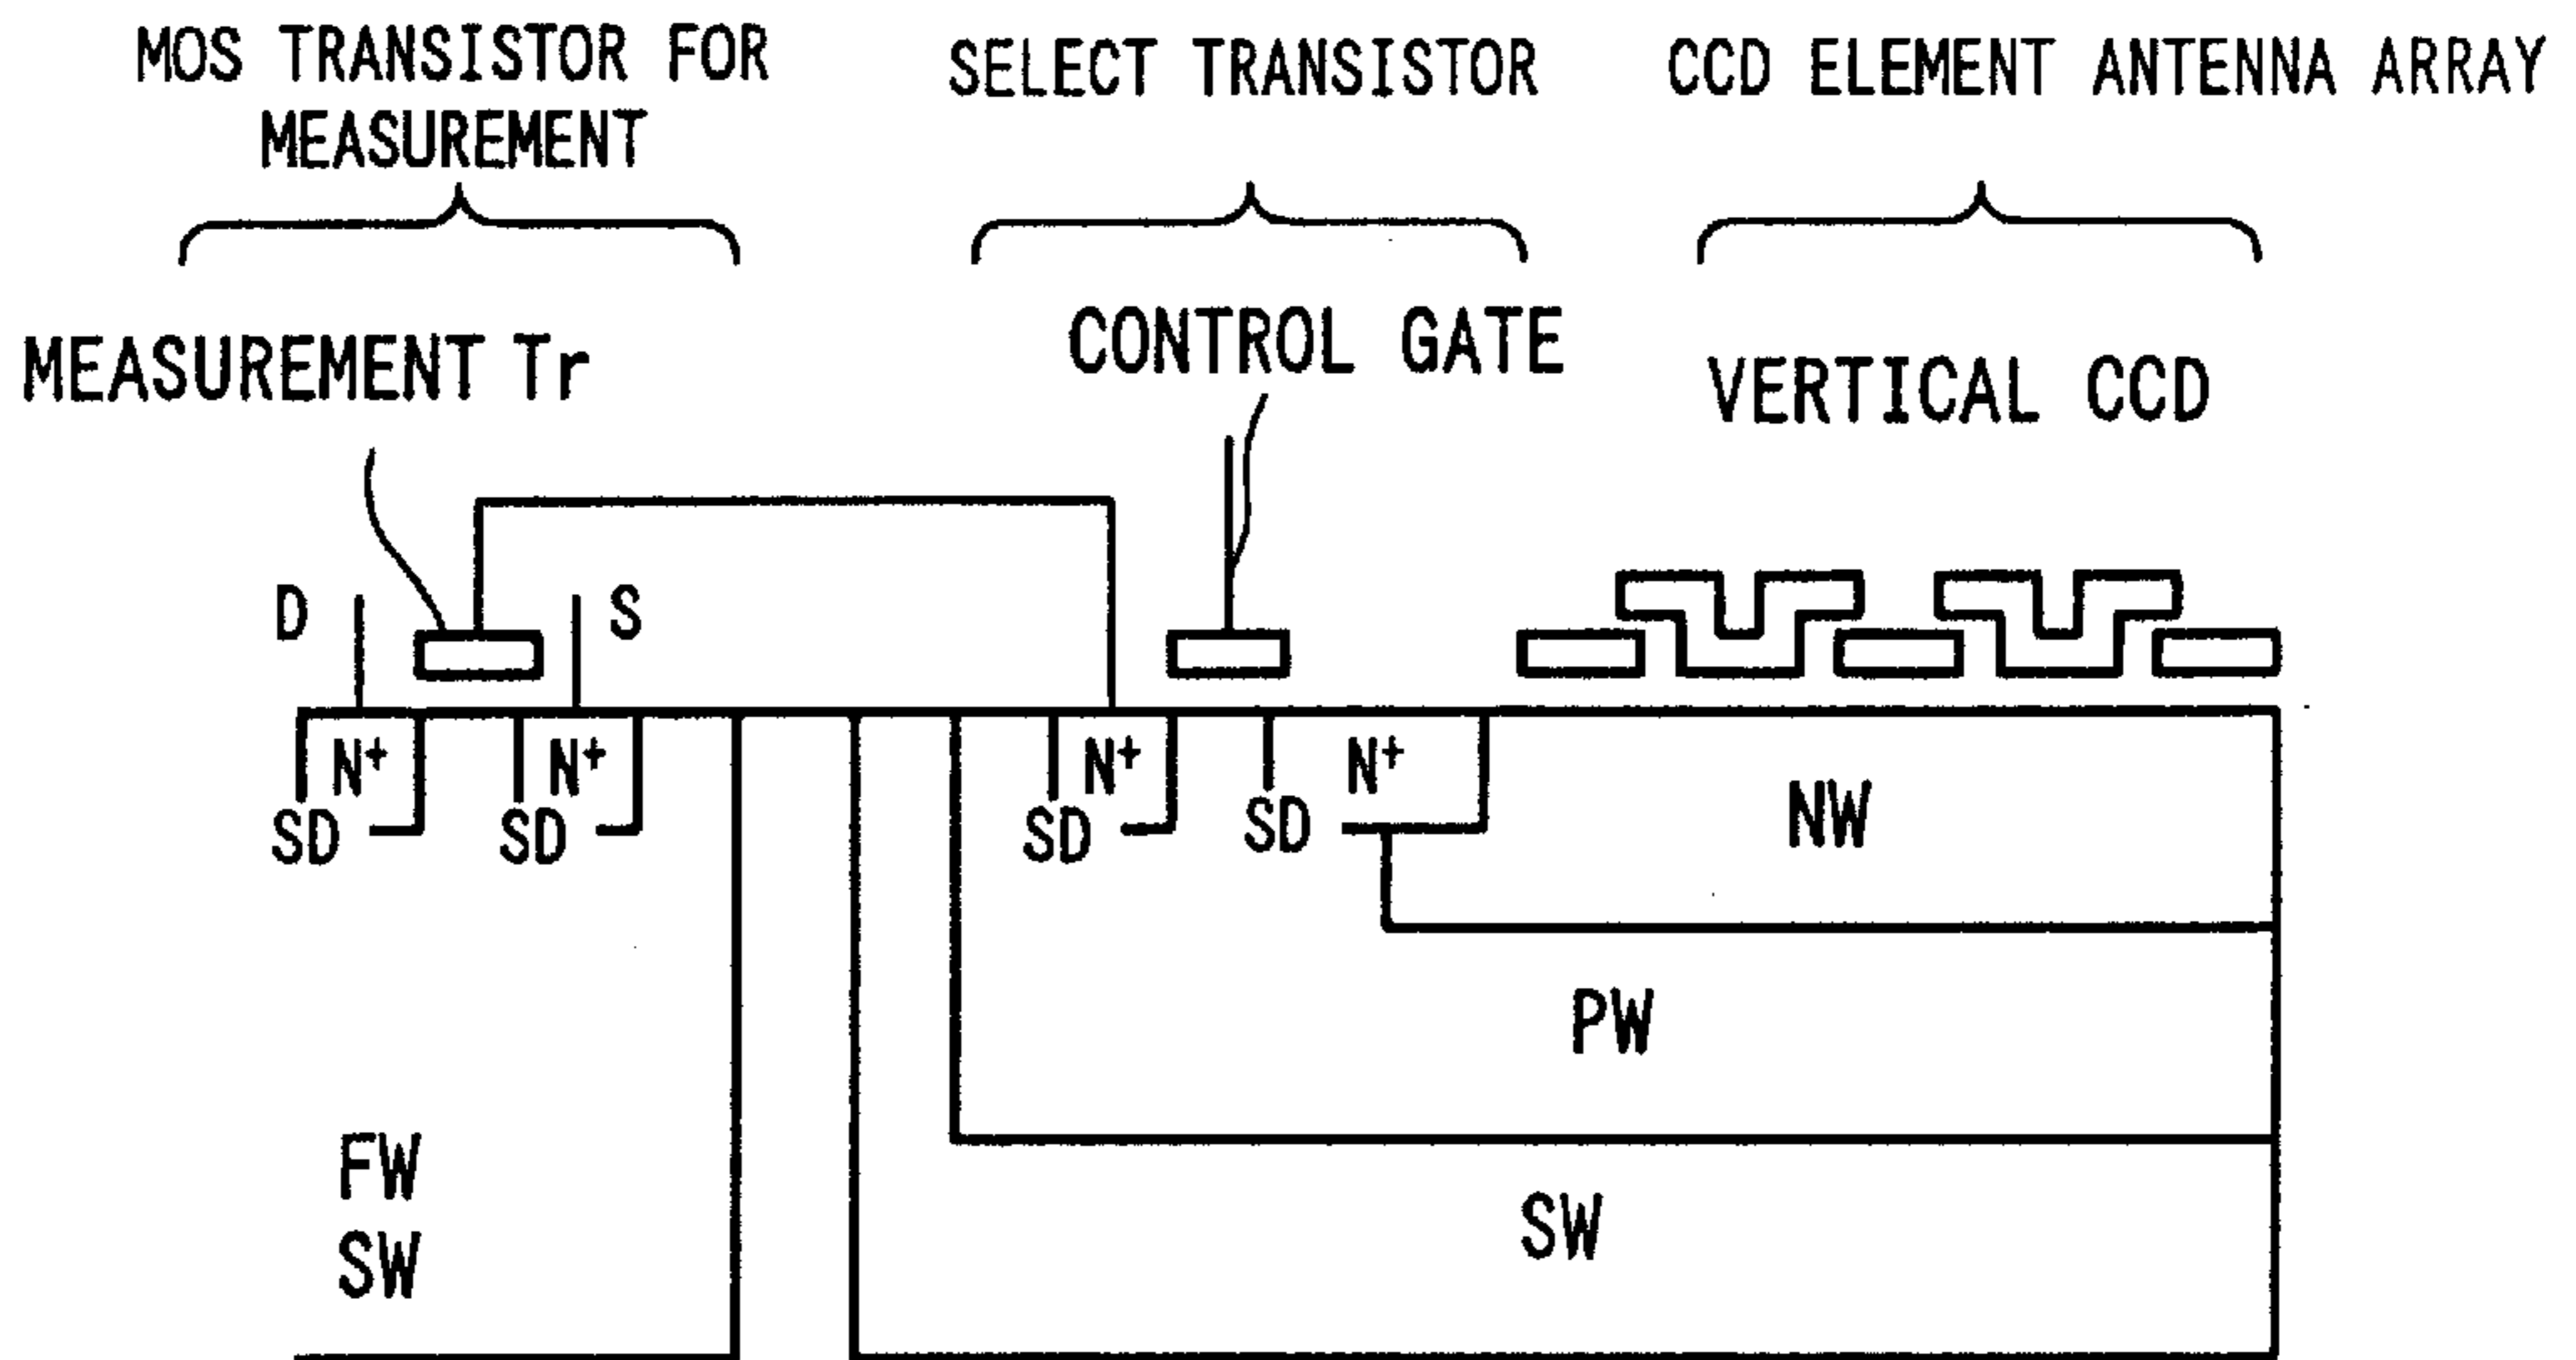 MOS TRANSISTOR FOR
MEASUREMENT
SELECT TRANSISTOR
CCD ELEMENT ANTENNA ARRAY
MEASUREMENT Tr
CONTROL GATE
VERTICAL CCD
D
S
N+
N+
N+
N+
SD
SD
SD
SD
NW
PW
FW
SW
SW